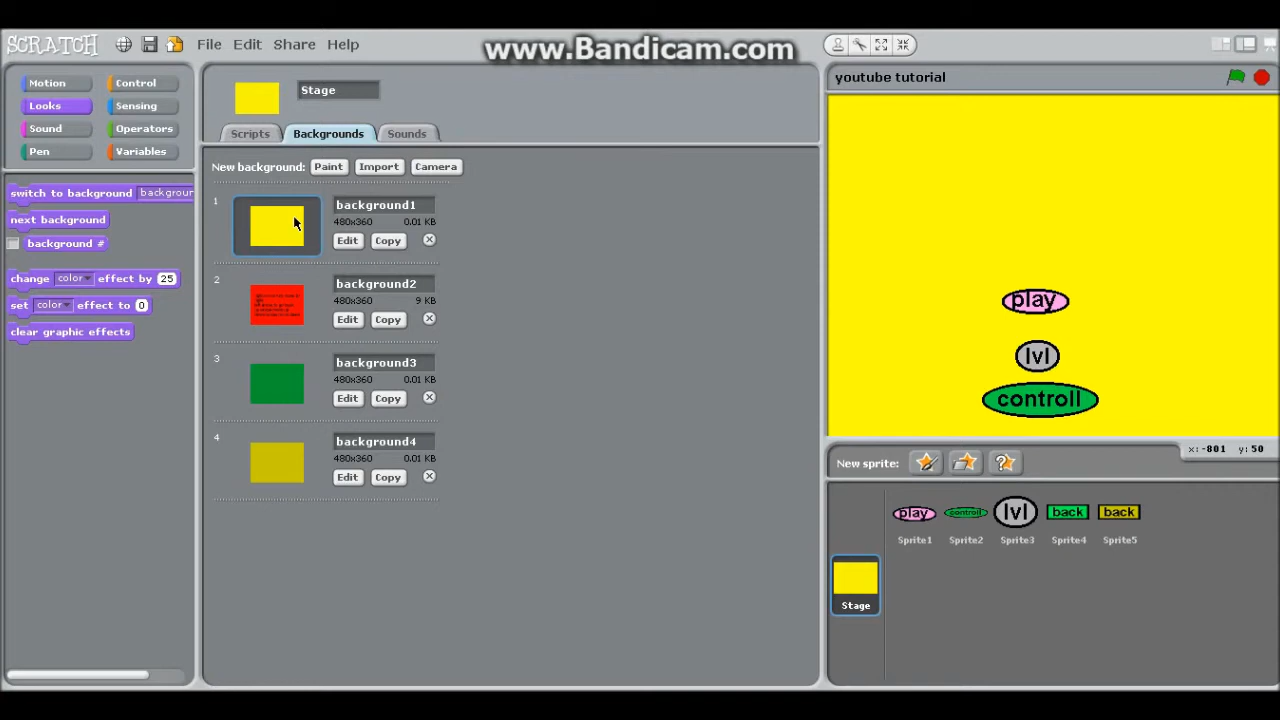 SCRATCH
File Edit Share Help
www.Bandicam.com
Motion Control
Looks Sensing
Sound Operators
Pen Variables
switch to background
next background
background #
change color effect by 25
set color effect to 0
clear graphic effects
Stage
Scripts Backgrounds Sounds
New background: Paint Import Camera
1
background1
480x360 0.01 KB
Edit Copy
2
background2
480x360 9 KB
Edit Copy
3
background3
480x360 0.01 KB
Edit Copy
4
background4
480x360 0.01 KB
Edit Copy
youtube tutorial
play
lvl
controll
x: -801 y: 50
New sprite:
play controll lvl back back
Sprite1 Sprite2 Sprite3 Sprite4 Sprite5
Stage